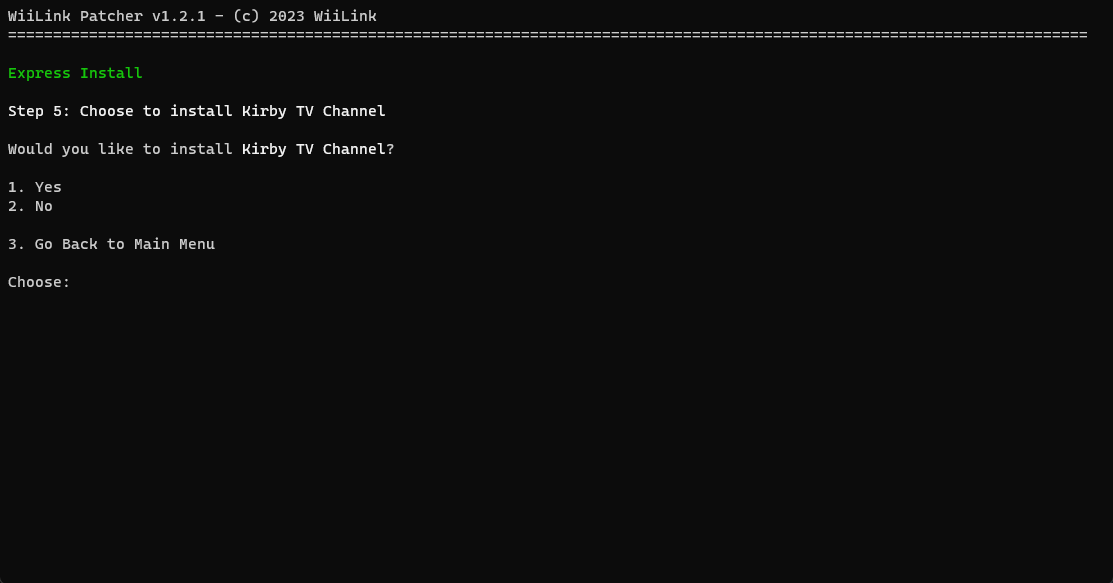 WiiLink Patcher v1.2.1 - (c) 2023 WiiLink
========================================================================================================================
Express Install
Step 5: Choose to install Kirby TV Channel
Would you like to install Kirby TV Channel?
1. Yes
2. No
3. Go Back to Main Menu
Choose: